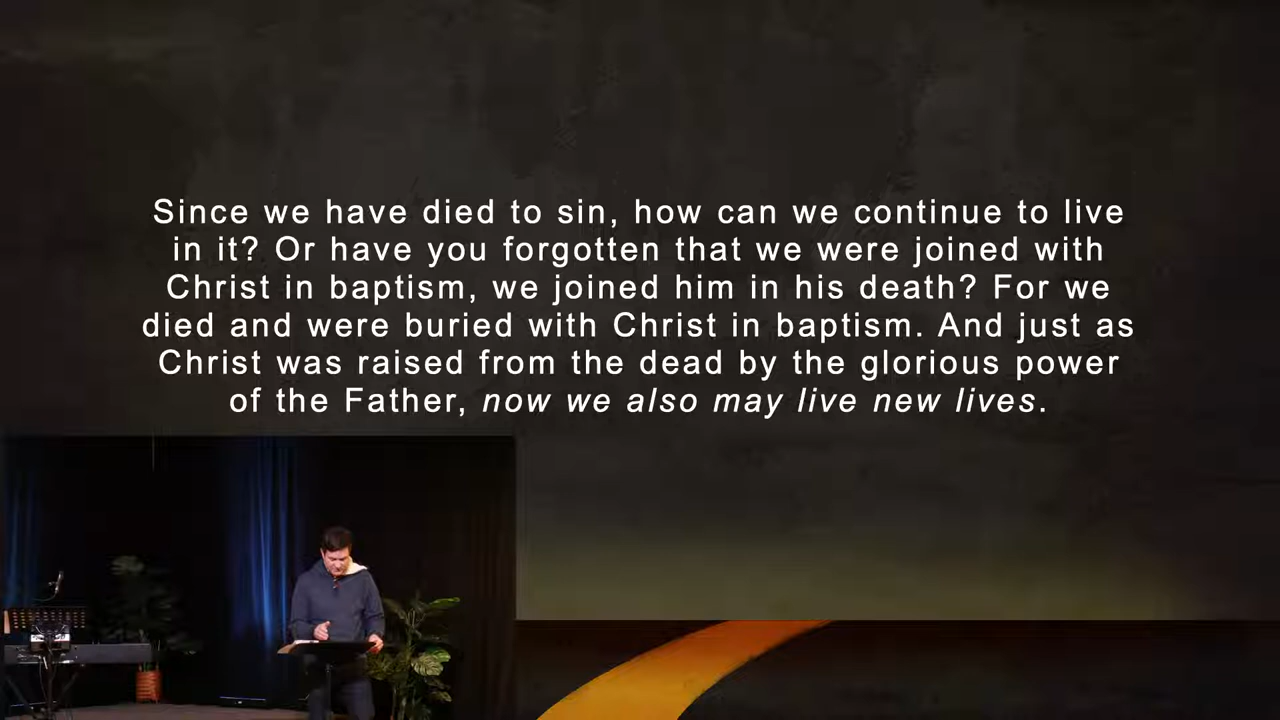 Since we have died to sin, how can we continue to live
in it? Or have you forgotten that we were joined with
Christ in baptism, we joined him in his death? For we
died and were buried with Christ in baptism. And just as
Christ was raised from the dead by the glorious power
of the Father, now we also may live new lives.